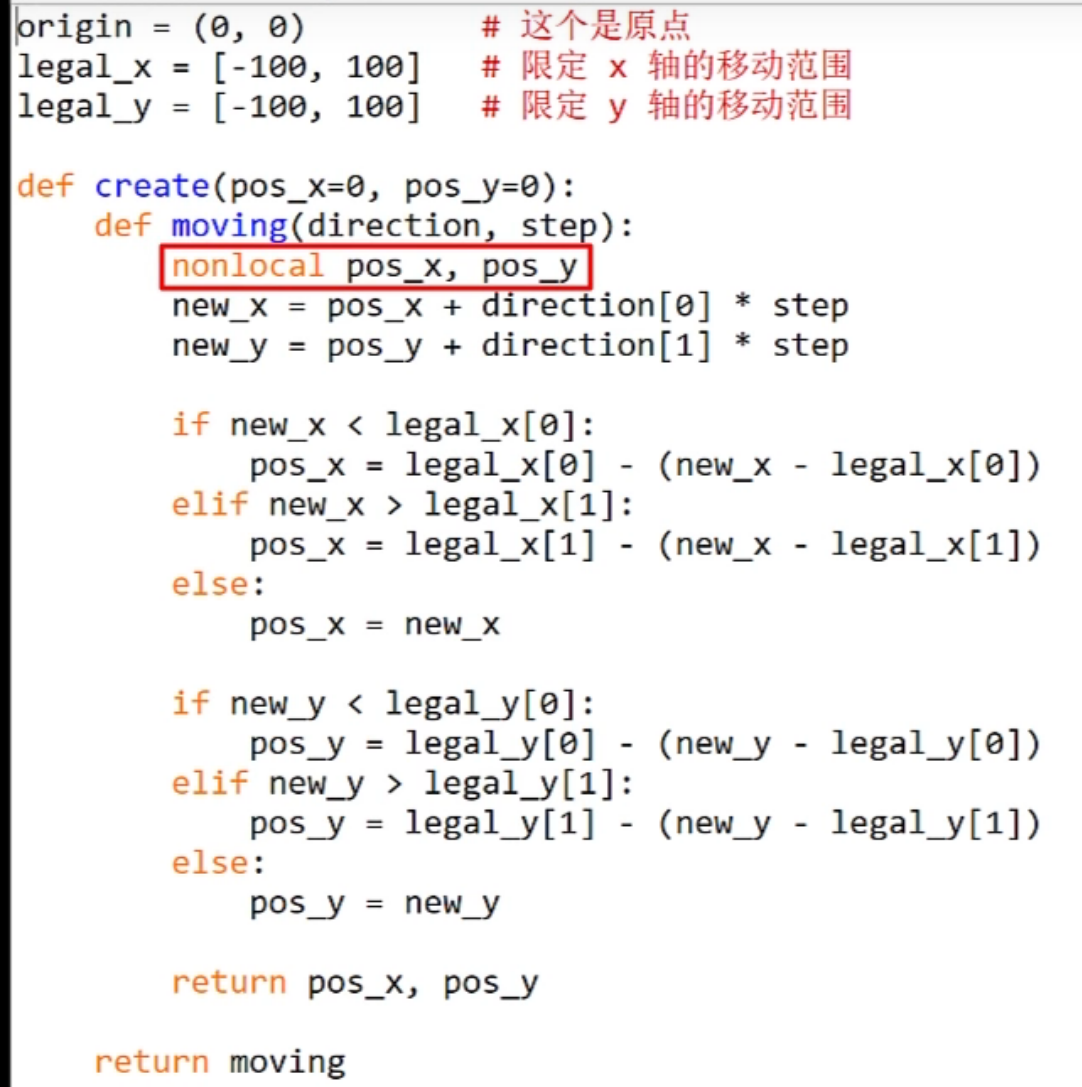 origin = (0, 0)         # 这个是原点
legal_x = [-100, 100]   # 限定 x 轴的移动范围
legal_y = [-100, 100]   # 限定 y 轴的移动范围

def create(pos_x=0, pos_y=0):
    def moving(direction, step):
        nonlocal pos_x, pos_y
        new_x = pos_x + direction[0] * step
        new_y = pos_y + direction[1] * step

        if new_x < legal_x[0]:
            pos_x = legal_x[0] - (new_x - legal_x[0])
        elif new_x > legal_x[1]:
            pos_x = legal_x[1] - (new_x - legal_x[1])
        else:
            pos_x = new_x

        if new_y < legal_y[0]:
            pos_y = legal_y[0] - (new_y - legal_y[0])
        elif new_y > legal_y[1]:
            pos_y = legal_y[1] - (new_y - legal_y[1])
        else:
            pos_y = new_y

        return pos_x, pos_y

    return moving